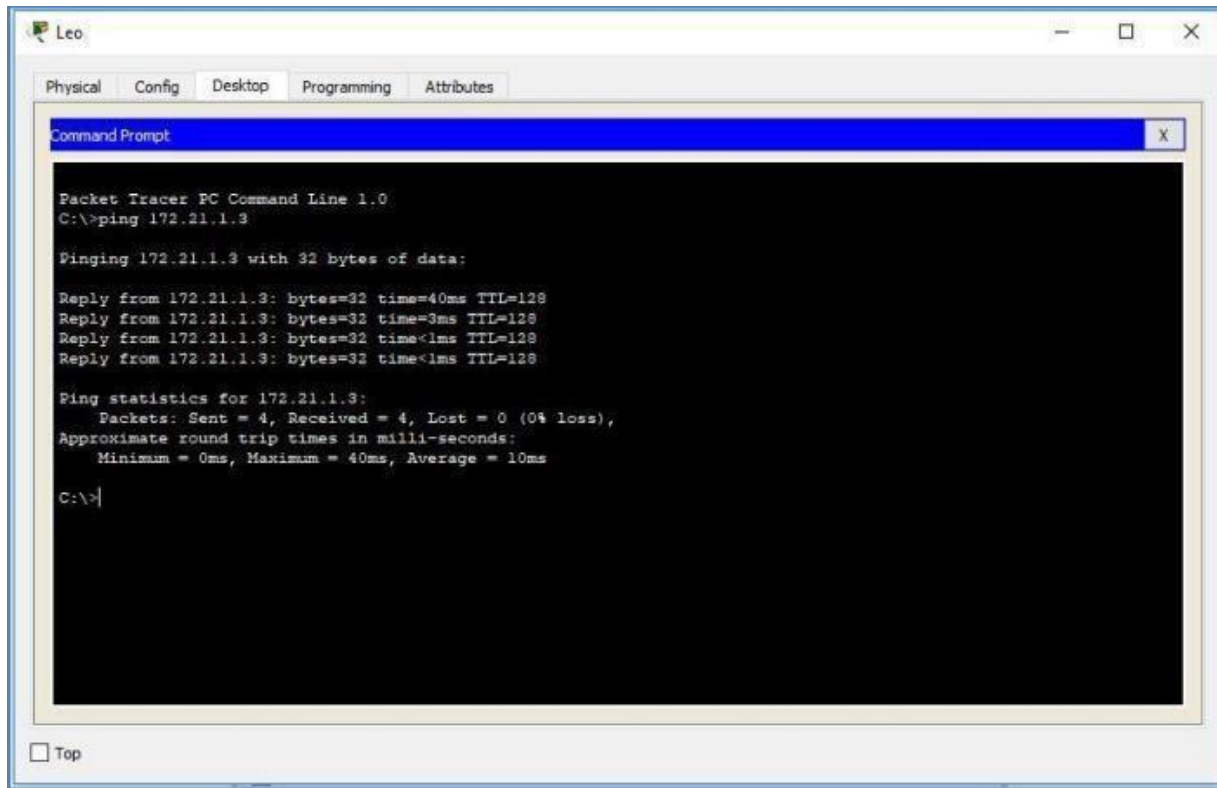 Leo
Physical Config Desktop Programming Attributes
Command Prompt X
Packet Tracer PC Command Line 1.0
C:\>ping 172.21.1.3
Pinging 172.21.1.3 with 32 bytes of data:
Reply from 172.21.1.3: bytes=32 time=40ms TTL=128
Reply from 172.21.1.3: bytes=32 time=3ms TTL=128
Reply from 172.21.1.3: bytes=32 time<1ms TTL=128
Reply from 172.21.1.3: bytes=32 time<1ms TTL=128
Ping statistics for 172.21.1.3:
Packets: Sent = 4, Received = 4, Lost = 0 (0% loss),
Approximate round trip times in milli-seconds:
Minimum = 0ms, Maximum = 40ms, Average = 10ms
C:\>
Top